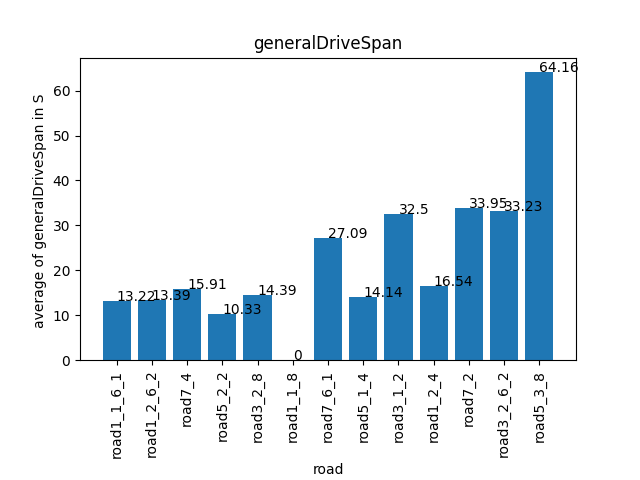 generalDriveSpan
average of generalDriveSpan in S
60
50
40
30
20
10
0
13.22
13.39
15.91
10.33
14.39
0
27.09
14.14
32.5
16.54
33.95
33.23
64.16
road1_1_6_1
road1_2_6_2
road7_4
road5_2_2
road3_2_8
road1_1_8
road7_6_1
road5_1_4
road3_1_2
road1_2_4
road7_2
road3_2_6_2
road5_3_8
road